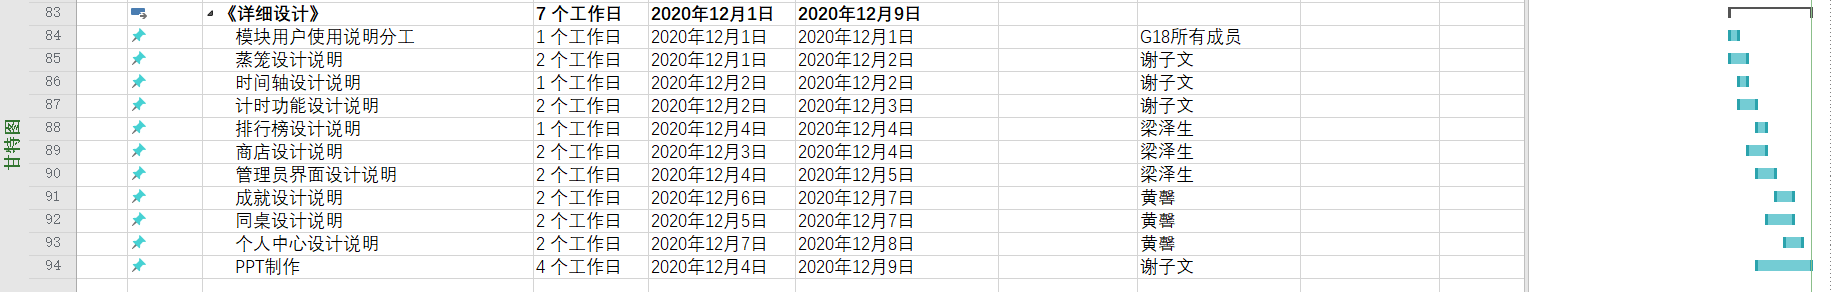 83 《详细设计》 7 个工作日 2020年12月1日 2020年12月9日
84 模块用户使用说明分工 1 个工作日 2020年12月1日 2020年12月1日 G18所有成员
85 蒸笼设计说明 2 个工作日 2020年12月1日 2020年12月2日 谢子文
86 时间轴设计说明 1 个工作日 2020年12月2日 2020年12月2日 谢子文
87 计时功能设计说明 2 个工作日 2020年12月2日 2020年12月3日 谢子文
88 排行榜设计说明 1 个工作日 2020年12月4日 2020年12月4日 梁泽生
89 商店设计说明 2 个工作日 2020年12月3日 2020年12月4日 梁泽生
90 管理员界面设计说明 2 个工作日 2020年12月4日 2020年12月5日 梁泽生
91 成就设计说明 2 个工作日 2020年12月6日 2020年12月7日 黄馨
92 同桌设计说明 2 个工作日 2020年12月5日 2020年12月7日 黄馨
93 个人中心设计说明 2 个工作日 2020年12月7日 2020年12月8日 黄馨
94 PPT制作 4 个工作日 2020年12月4日 2020年12月9日 谢子文
甘特图